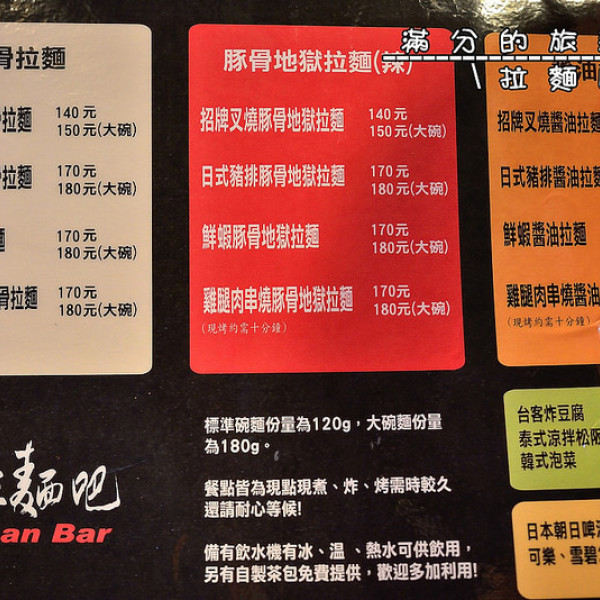 滿分的旅
拉麵
骨拉麵
拉麵
140元
150元(大碗)
拉麵
170元
180元(大碗)
麵
170元
180元(大碗)
骨拉麵
170元
180元(大碗)
豚骨地獄拉麵(辣)
招牌叉燒豚骨地獄拉麵 140元
150元(大碗)
日式豬排豚骨地獄拉麵 170元
180元(大碗)
鮮蝦豚骨地獄拉麵 170元
180元(大碗)
雞腿肉串燒豚骨地獄拉麵 170元
180元(大碗)
(現烤約需十分鐘)
油
招牌叉燒醬油拉麵
日式豬排醬油拉麵
鮮蝦醬油拉麵
雞腿肉串燒醬油
(現烤約需十分鐘)
麵吧
an Bar
標準碗麵份量為120g，大碗麵份量
為180g。
餐點皆為現點現煮、炸、烤需時較久
還請耐心等候!
備有飲水機有冰、溫、熱水可供飲用，
另有自製茶包免費提供，歡迎多加利用!
台客炸豆腐
泰式涼拌松阪
韓式泡菜
日本朝日啤酒
可樂、雪碧